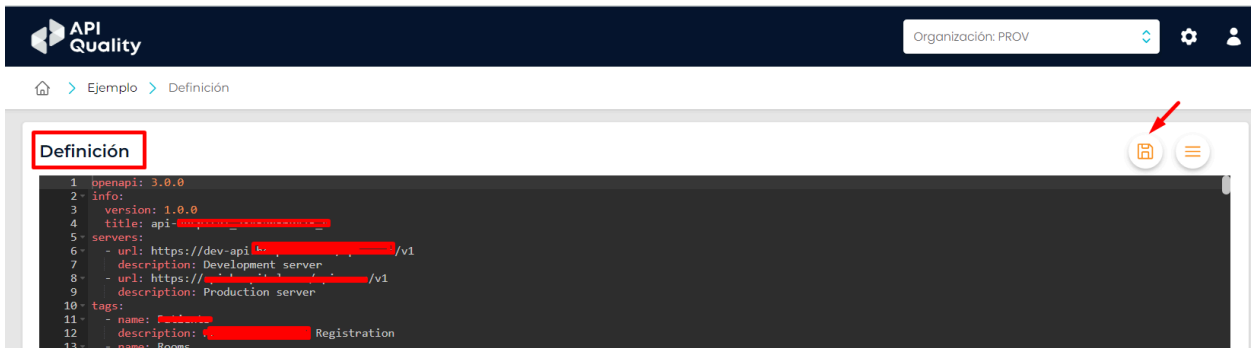 API
Quality
Organización: PROV
Ejemplo > Definición
Definición
1 openapi: 3.0.0
2 info:
3 version: 1.0.0
4 title: api-
5 servers:
6 - url: https://dev-api /v1
7 description: Development server
8 - url: https:// /v1
9 description: Production server
10 tags:
11 - name:
12 description: Registration
13 - name: Rooms